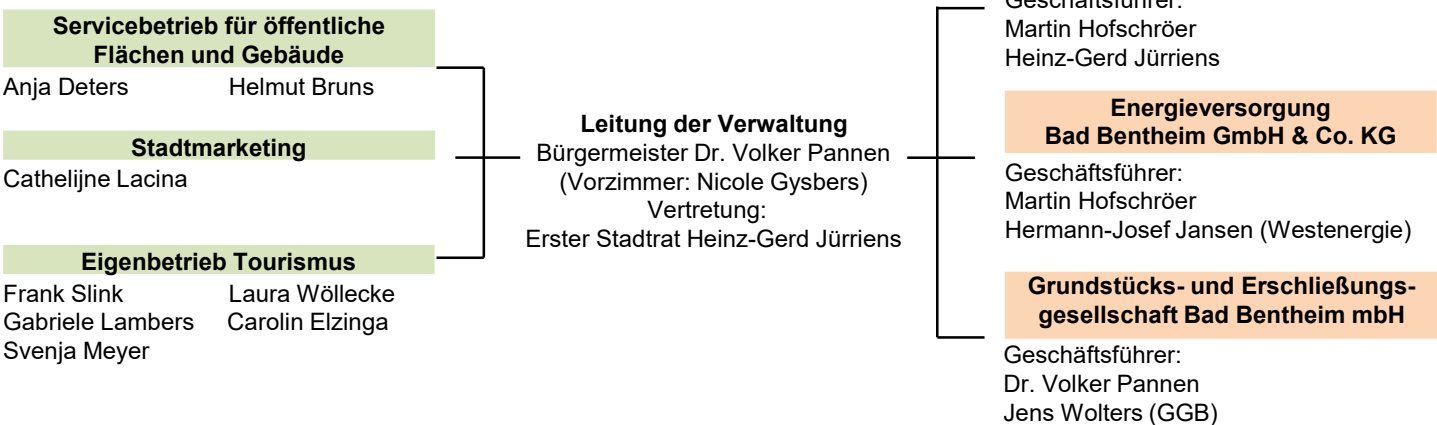 Servicebetrieb für öffentliche
Flächen und Gebäude
Anja Deters Helmut Bruns
Stadtmarketing
Cathelijne Lacina
Eigenbetrieb Tourismus
Frank Slink Laura Wöllecke
Gabriele Lambers Carolin Elzinga
Svenja Meyer
Leitung der Verwaltung
Bürgermeister Dr. Volker Pannen
(Vorzimmer: Nicole Gysbers)
Vertretung:
Erster Stadtrat Heinz-Gerd Jürriens
Geschäftsführer:
Martin Hofschröer
Heinz-Gerd Jürriens
Energieversorgung
Bad Bentheim GmbH & Co. KG
Geschäftsführer:
Martin Hofschröer
Hermann-Josef Jansen (Westenergie)
Grundstücks- und Erschließungs-
gesellschaft Bad Bentheim mbH
Geschäftsführer:
Dr. Volker Pannen
Jens Wolters (GGB)